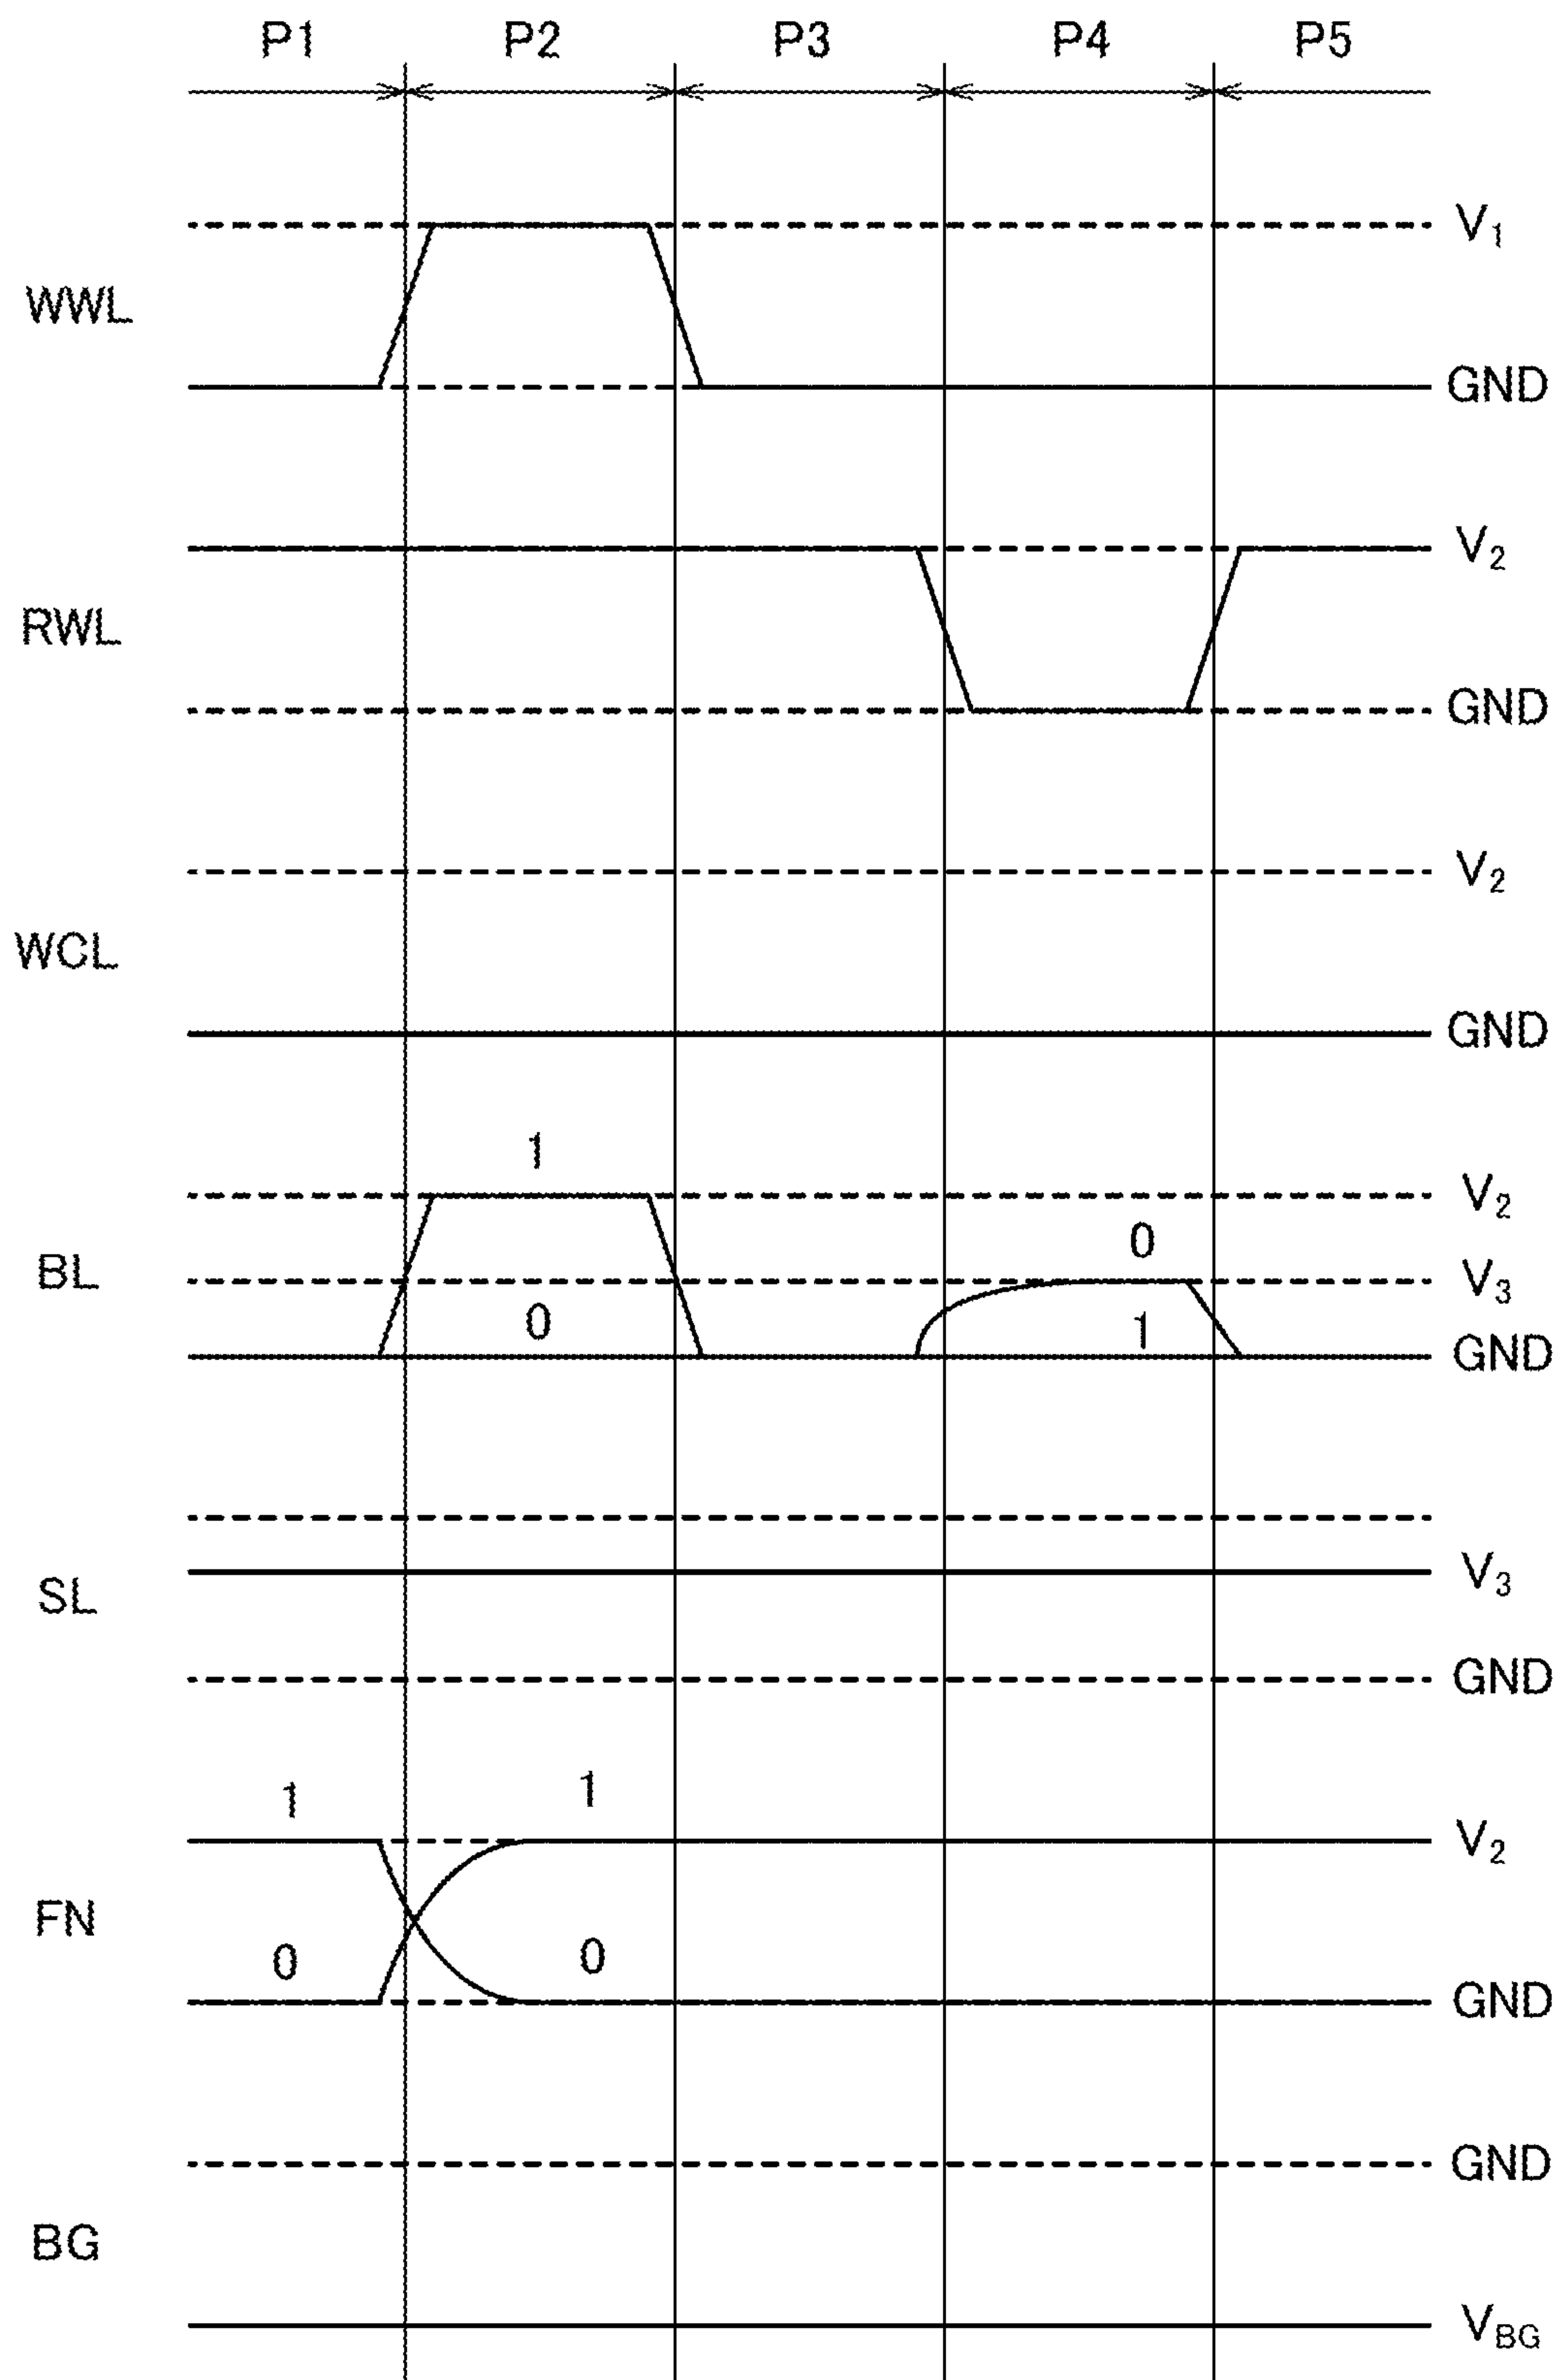 P1 P2 P3 P4 P5
V₁
WWL
GND
V₂
RWL
GND
V₂
WCL
GND
1
V₂
0
BL
V₃
0
1
GND
V₃
SL
GND
1 1
V₂
FN
0 0
GND
GND
BG
V_BG